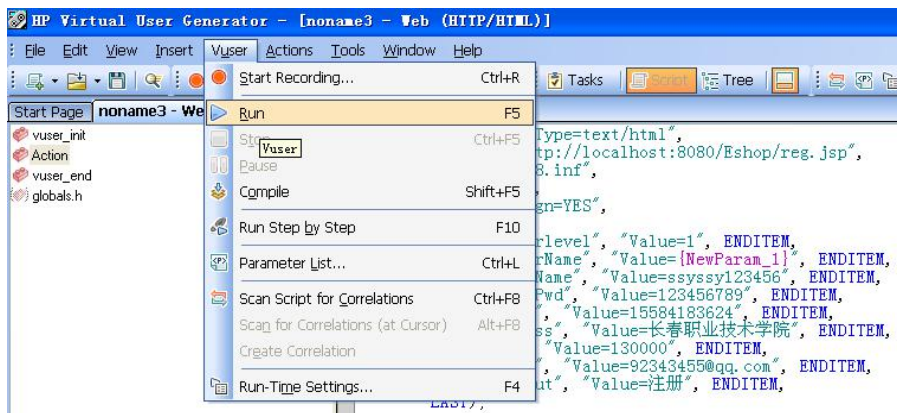 HP Virtual User Generator - [noname3 - Web (HTTP/HTML)]
File Edit View Insert Vuser Actions Tools Window Help
Tasks Script Tree
Start Page noname3 - We
vuser_init
Action
vuser_end
globals.h
Start Recording... Ctrl+R
Run F5
Stop Ctrl+F5
Vuser
Pause
Compile Shift+F5
Run Step by Step F10
Parameter List... Ctrl+L
Scan Script for Correlations Ctrl+F8
Scan for Correlations (at Cursor) Alt+F8
Create Correlation
Run-Time Settings... F4
Type=text/html",
tp://localhost:8080/Eshop/reg.jsp",
8.inf",
gn=YES",
rlevel", "Value=1", ENDITEM,
rName", "Value={NewParam_1}", ENDITEM,
Name", "Value=ssyssy123456", ENDITEM,
Pwd", "Value=123456789", ENDITEM,
", "Value=15584183624", ENDITEM,
ss", "Value=长春职业技术学院", ENDITEM,
"Value=130000", ENDITEM,
", "Value=92343455@qq.com", ENDITEM,
ut", "Value=注册", ENDITEM,
LAST);